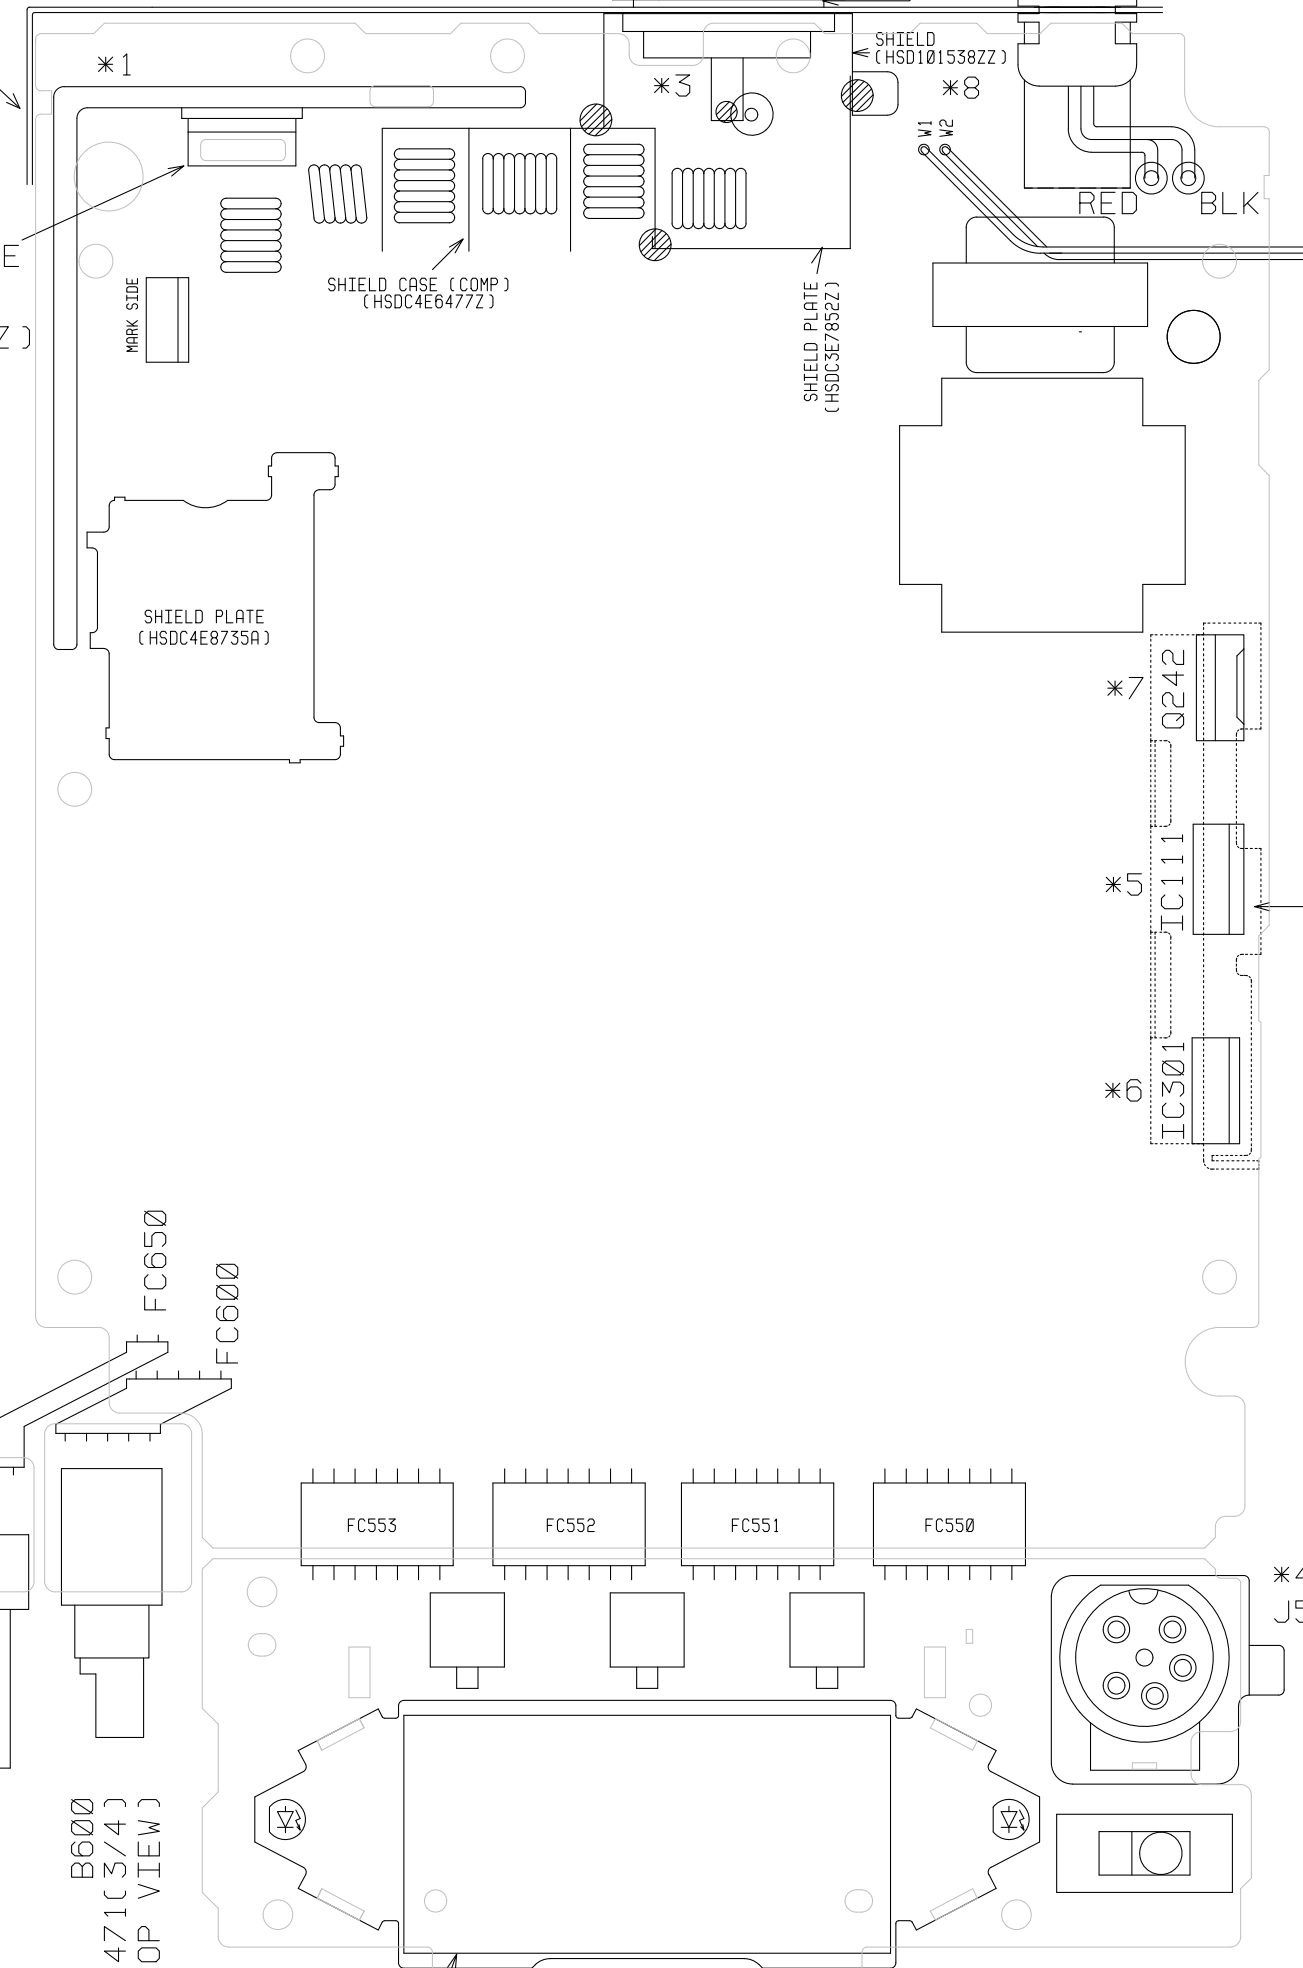 *1
*3
SHIELD
(HSD101538ZZ)
*8
W1
W2
RED
BLK
E
Z)
MARK SIDE
SHIELD CASE (COMP)
(HSDC4E6477Z)
SHIELD PLATE
(HSDC3E7852Z)
SHIELD PLATE
(HSDC4E8735A)
*7
Q242
*5
IC111
*6
IC301
FC650
FC600
FC553
FC552
FC551
FC550
*4
J5
B600
471(3/4)
OP VIEW)